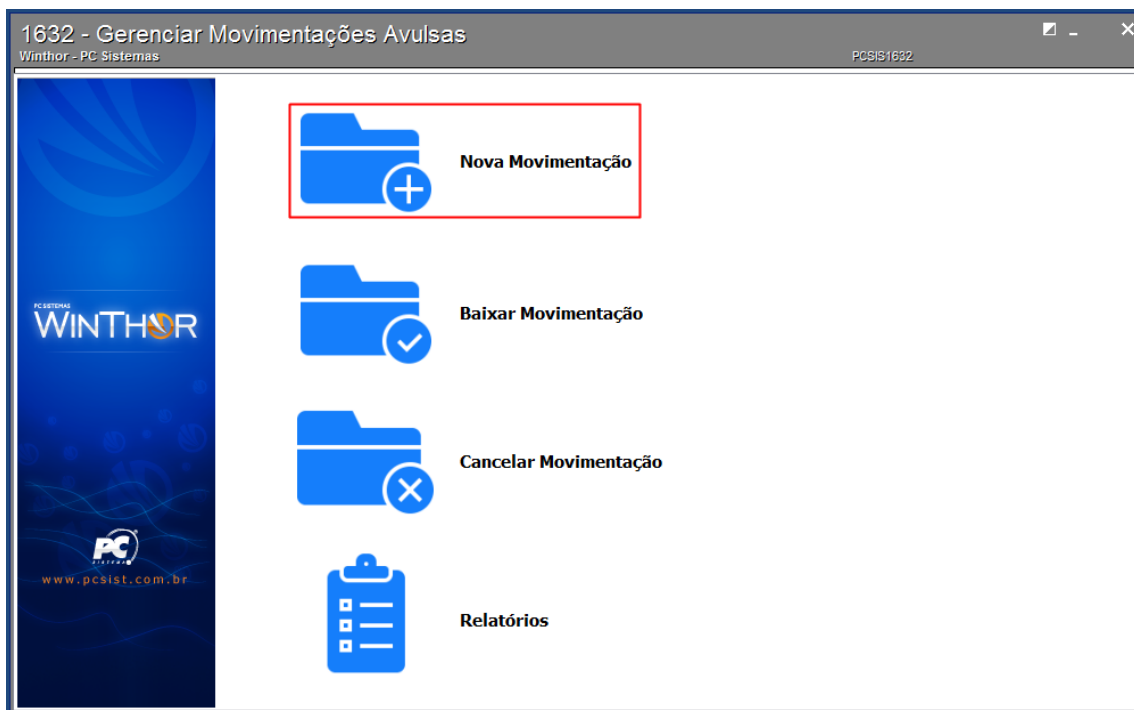 1632 - Gerenciar Movimentações Avulsas
Winthor - PC Sistemas
PCSIS1632
Nova Movimentação
Baixar Movimentação
PC SISTEMAS
WINTHOR
Cancelar Movimentação
PC
SISTEMAS
www.pcsist.com.br
Relatórios